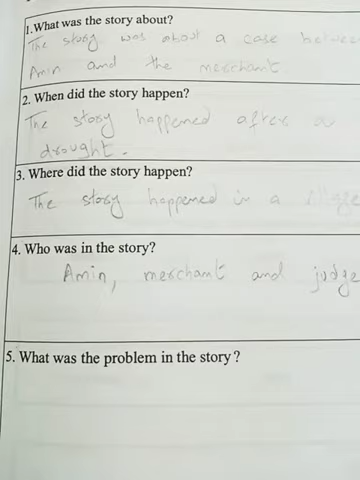 1.What was the story about?
The story was about a case between
Amin and the merchant.
2. When did the story happen?
The story happened after a
drought.
3. Where did the story happen?
The story happened in a
4. Who was in the story?
Amin, merchant and judge
5. What was the problem in the story?